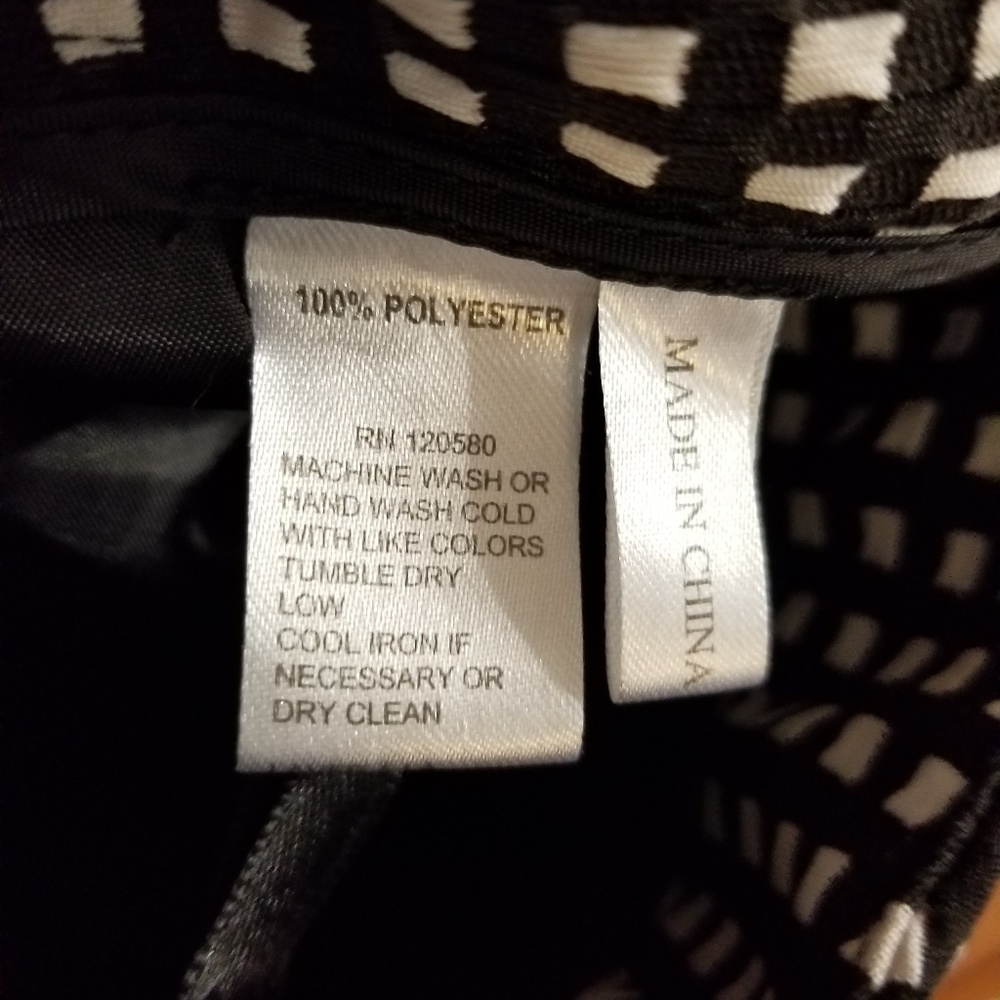 100% POLYESTER
RN 120580
MACHINE WASH OR
HAND WASH COLD
WITH LIKE COLORS
TUMBLE DRY
LOW
COOL IRON IF
NECESSARY OR
DRY CLEAN
MADE IN CHINA